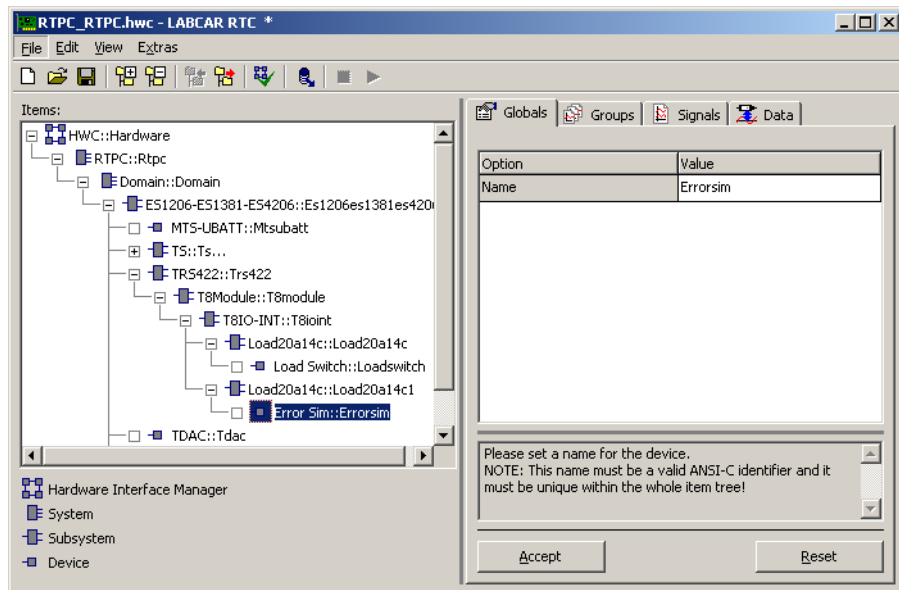 RTPC_RTPC.hwc - LABCAR RTC *
File Edit View Extras
Items:
HWC::Hardware
RTPC::Rtpc
Domain::Domain
ES1206-ES1381-ES4206::Es1206es1381es420
MTS-UBATT::Mtsubatt
TS::Ts...
TRS422::Trs422
T8Module::T8module
T8IO-INT::T8ioint
Load20a14c::Load20a14c
Load Switch::Loadswitch
Load20a14c::Load20a14c1
Error Sim::Errorsim
TDAC::Tdac
Hardware Interface Manager
System
Subsystem
Device
Globals Groups Signals Data
Option Value
Name Errorsim
Please set a name for the device.
NOTE: This name must be a valid ANSI-C identifier and it
must be unique within the whole item tree!
Accept Reset